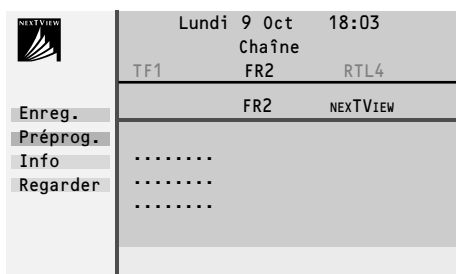 NEXTVIEW
Lundi 9 Oct 18:03
Chaîne
TF1 FR2 RTL4
FR2 NEXTVIEW
Enreg.
Préprog.
Info ........
Regarder ........
........